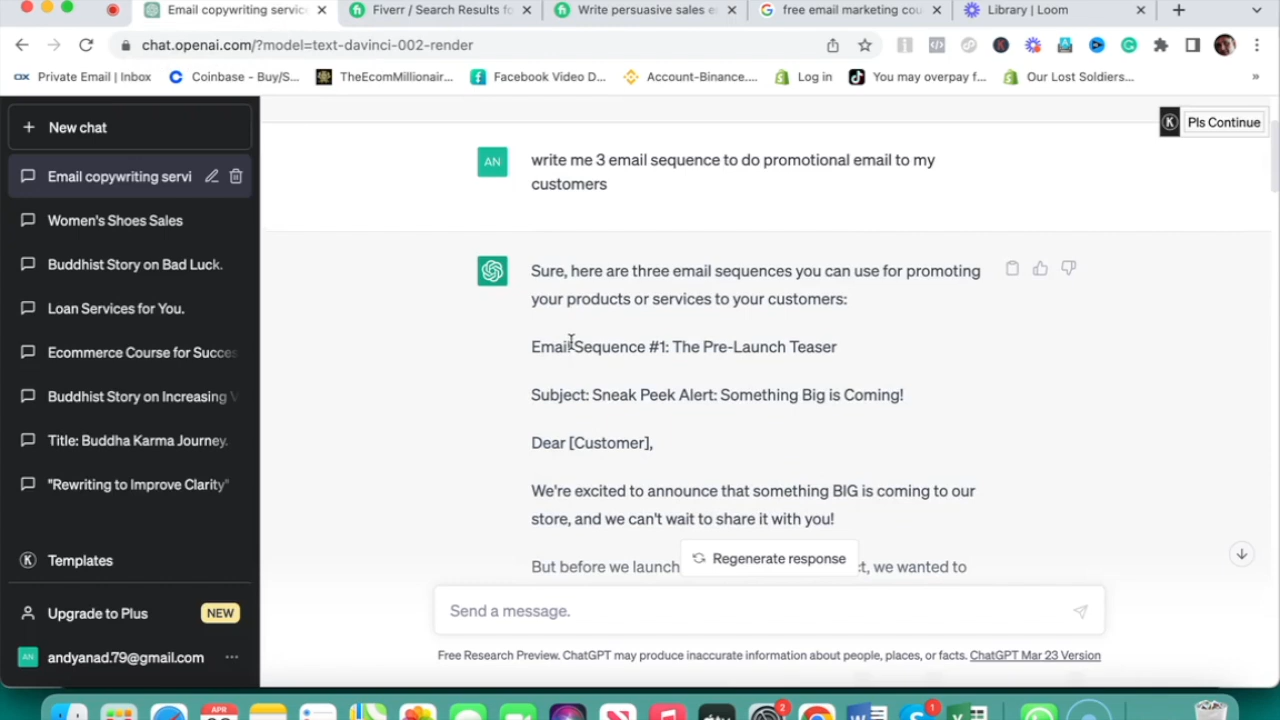 Email copywriting servic
Fiverr / Search Results fo
Write persuasive sales e
free email marketing cou
Library | Loom
chat.openai.com/?model=text-davinci-002-render
Private Email | Inbox
Coinbase - Buy/S...
TheEcomMillionair...
Facebook Video D...
Account-Binance....
Log in
You may overpay f...
Our Lost Soldiers...
»
New chat
Email copywriting servi
Women's Shoes Sales
Buddhist Story on Bad Luck.
Loan Services for You.
Ecommerce Course for Succes
Buddhist Story on Increasing V
Title: Buddha Karma Journey.
"Rewriting to Improve Clarity"
Templates
Upgrade to Plus
NEW
andyanad.79@gmail.com
Pls Continue
AN
write me 3 email sequence to do promotional email to my
customers
Sure, here are three email sequences you can use for promoting
your products or services to your customers:
Email Sequence #1: The Pre-Launch Teaser
Subject: Sneak Peek Alert: Something Big is Coming!
Dear [Customer],
We're excited to announce that something BIG is coming to our
store, and we can't wait to share it with you!
But before we launch
ct, we wanted to
Regenerate response
Send a message.
Free Research Preview. ChatGPT may produce inaccurate information about people, places, or facts. ChatGPT Mar 23 Version
APR
2
1